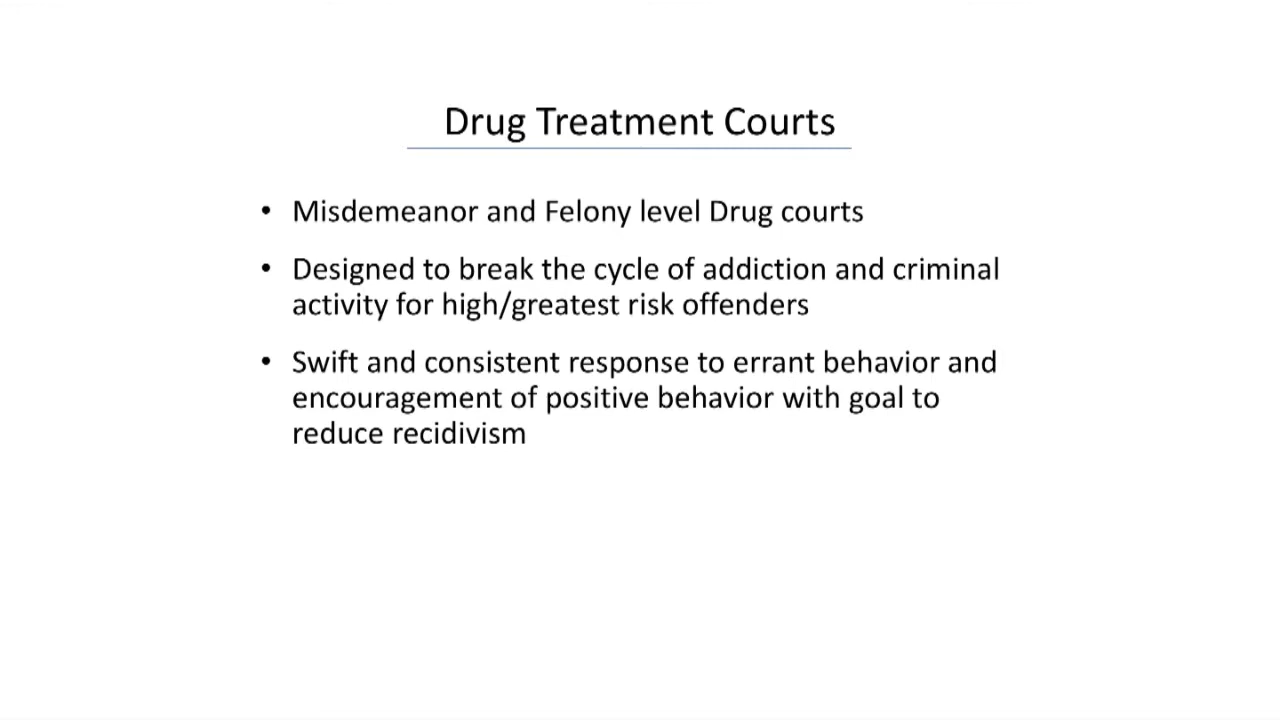 Drug Treatment Courts
• Misdemeanor and Felony level Drug courts
• Designed to break the cycle of addiction and criminal
activity for high/greatest risk offenders
• Swift and consistent response to errant behavior and
encouragement of positive behavior with goal to
reduce recidivism